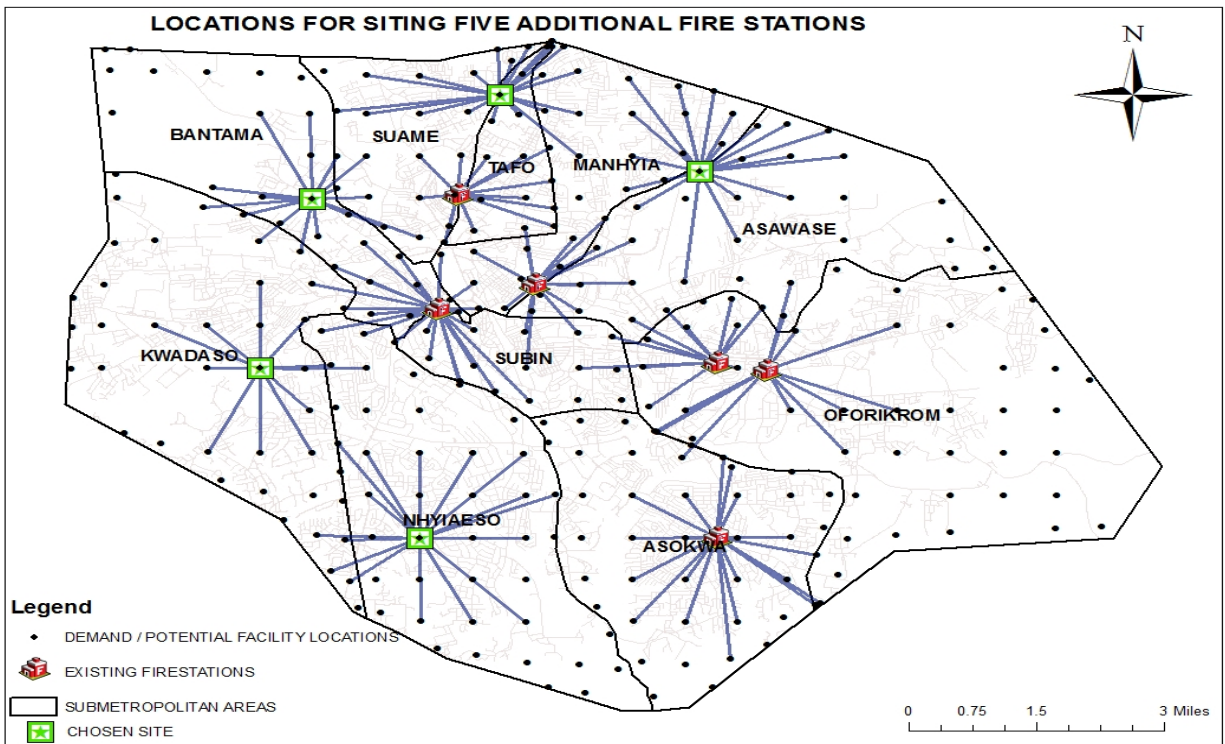 LOCATIONS FOR SITING FIVE ADDITIONAL FIRE STATIONS
N
BANTAMA
SUAME
TAFO
MANHYIA
ASAWASE
KWADASO
SUBIN
OFORIKROM
NHYIAESO
ASOKWA
Legend
DEMAND / POTENTIAL FACILITY LOCATIONS
EXISTING FIRESTATIONS
SUBMETROPOLITAN AREAS
CHOSEN SITE
0 0.75 1.5 3 Miles